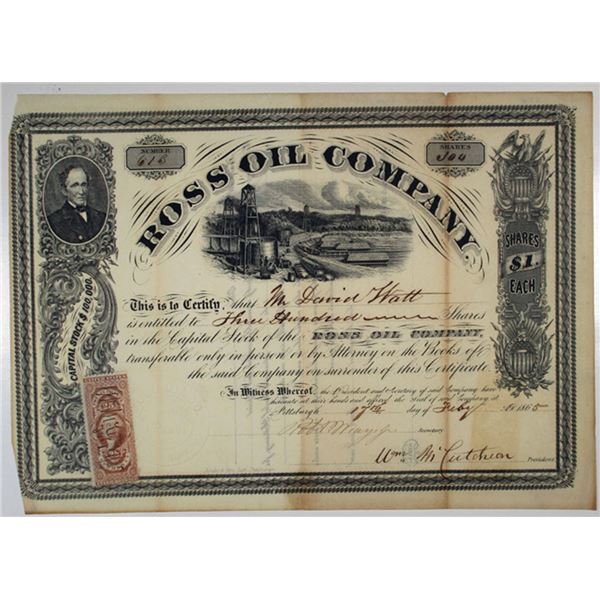 NUMBER
616
SHARES
300
ROSS OIL COMPANY.
CAPITAL STOCK $100,000.
SHARES
$1.
EACH
This is to Certify, that Mr. David Watt
is entitled to Three Hundred Shares
in the Capital Stock of the ROSS OIL COMPANY,
transferable only in person or by Attorney on the Books of
the said Company on surrender of this Certificate.
In Witness Whereof, the President and Secretary of said Company have
hereunto set their hands and affixed the Seal of said Company at
Pittsburgh 17th day of Feby A.D. 1865
Secretary
Wm. McCutcheon President